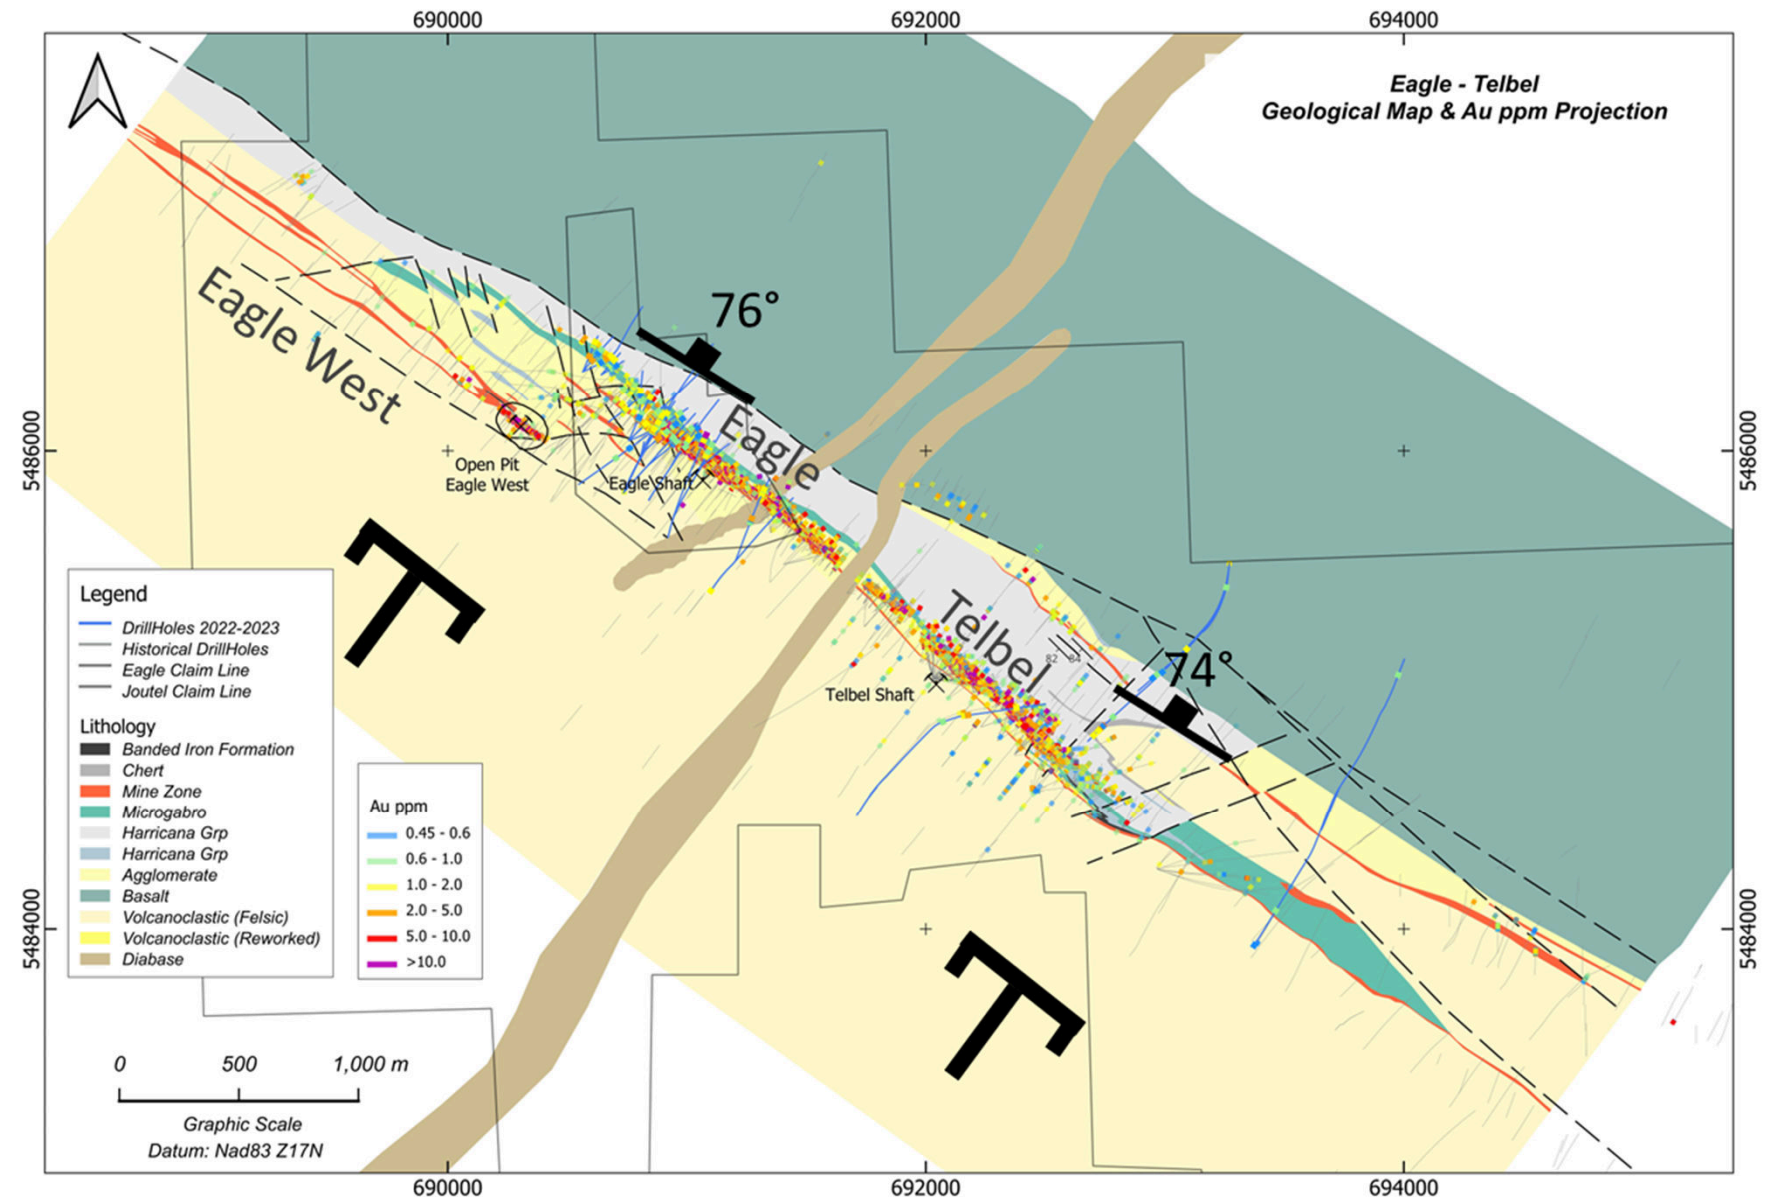 690000
692000
694000
Eagle - Telbel
Geological Map & Au ppm Projection
76°
Eagle West
Eagle
5486000
5486000
Open Pit
Eagle West
Eagle Shaft
Telbel
82 84
74°
Telbel Shaft
Legend
DrillHoles 2022-2023
Historical DrillHoles
Eagle Claim Line
Joutel Claim Line
Lithology
Banded Iron Formation
Chert
Mine Zone
Microgabro
Harricana Grp
Harricana Grp
Agglomerate
Basalt
Volcanoclastic (Felsic)
Volcanoclastic (Reworked)
Diabase
Au ppm
0.45 - 0.6
0.6 - 1.0
1.0 - 2.0
2.0 - 5.0
5.0 - 10.0
>10.0
5484000
5484000
0 500 1,000 m
Graphic Scale
Datum: Nad83 Z17N
690000
692000
694000